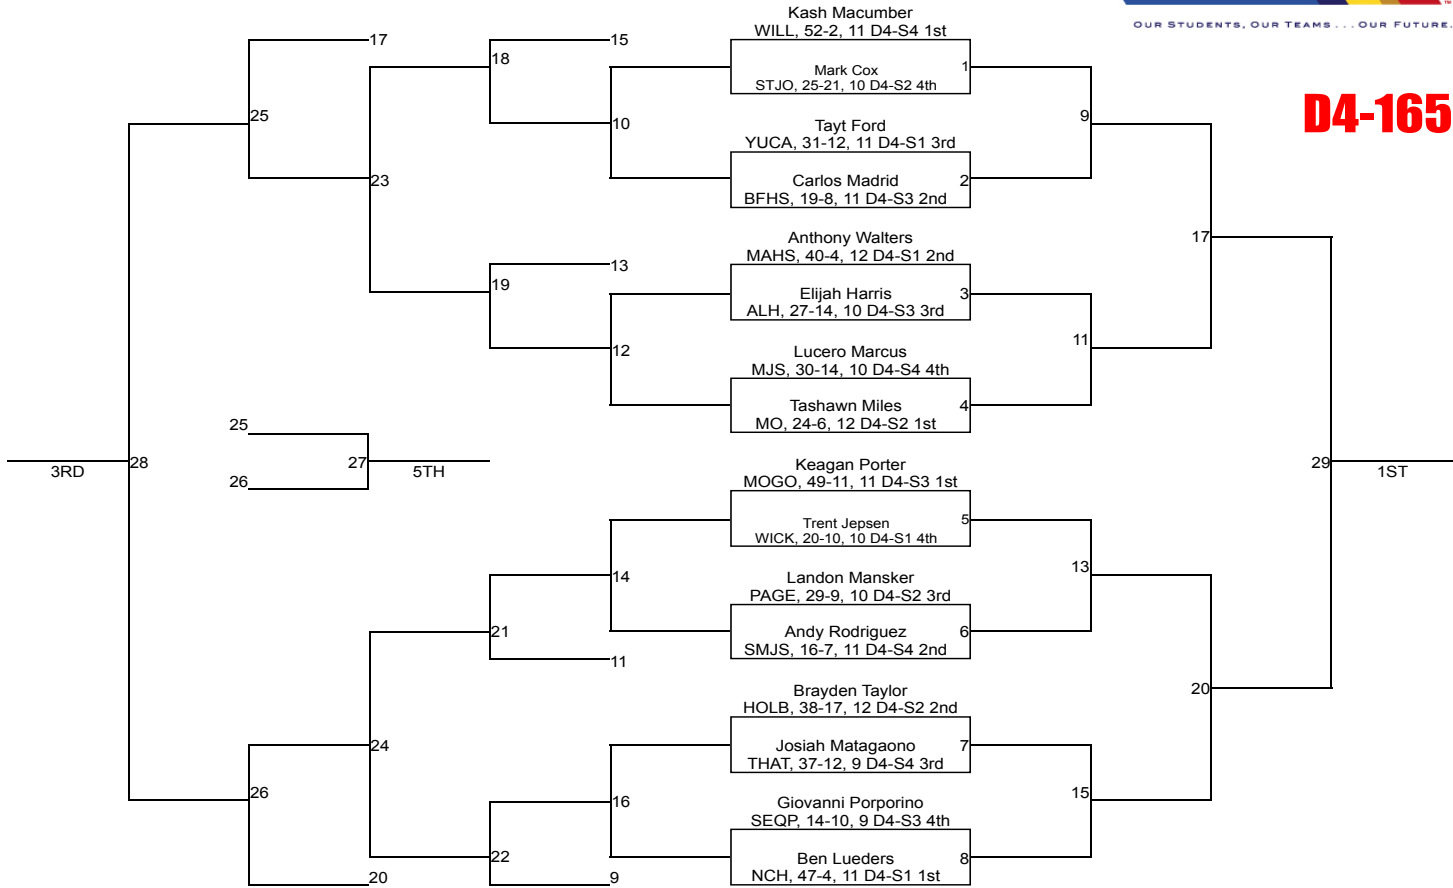 OUR STUDENTS, OUR TEAMS . . . OUR FUTURE.
D4-165
Kash Macumber
WILL, 52-2, 11 D4-S4 1st
Mark Cox
STJO, 25-21, 10 D4-S2 4th
1
Tayt Ford
YUCA, 31-12, 11 D4-S1 3rd
Carlos Madrid
BFHS, 19-8, 11 D4-S3 2nd
2
Anthony Walters
MAHS, 40-4, 12 D4-S1 2nd
Elijah Harris
ALH, 27-14, 10 D4-S3 3rd
3
Lucero Marcus
MJS, 30-14, 10 D4-S4 4th
Tashawn Miles
MO, 24-6, 12 D4-S2 1st
4
Keagan Porter
MOGO, 49-11, 11 D4-S3 1st
Trent Jepsen
WICK, 20-10, 10 D4-S1 4th
5
Landon Mansker
PAGE, 29-9, 10 D4-S2 3rd
Andy Rodriguez
SMJS, 16-7, 11 D4-S4 2nd
6
Brayden Taylor
HOLB, 38-17, 12 D4-S2 2nd
Josiah Matagaono
THAT, 37-12, 9 D4-S4 3rd
7
Giovanni Porporino
SEQP, 14-10, 9 D4-S3 4th
Ben Lueders
NCH, 47-4, 11 D4-S1 1st
8
9
11
13
15
17
20
29
1ST
15
10
13
12
14
11
16
9
18
19
21
22
17
23
24
20
25
26
25
26
27
5TH
28
3RD